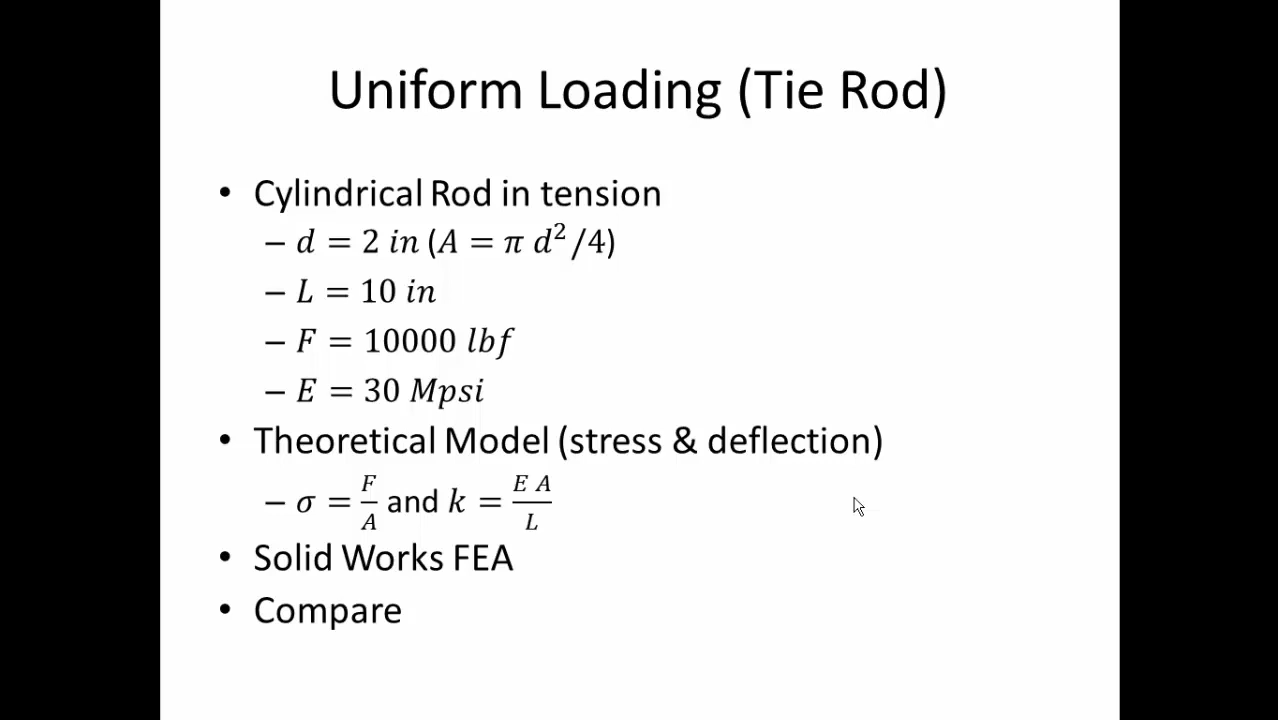 Uniform Loading (Tie Rod)
• Cylindrical Rod in tension
– d = 2 in (A = π d²/4)
– L = 10 in
– F = 10000 lbf
– E = 30 Mpsi
• Theoretical Model (stress & deflection)
– σ = F/A and k = E A/L
• Solid Works FEA
• Compare